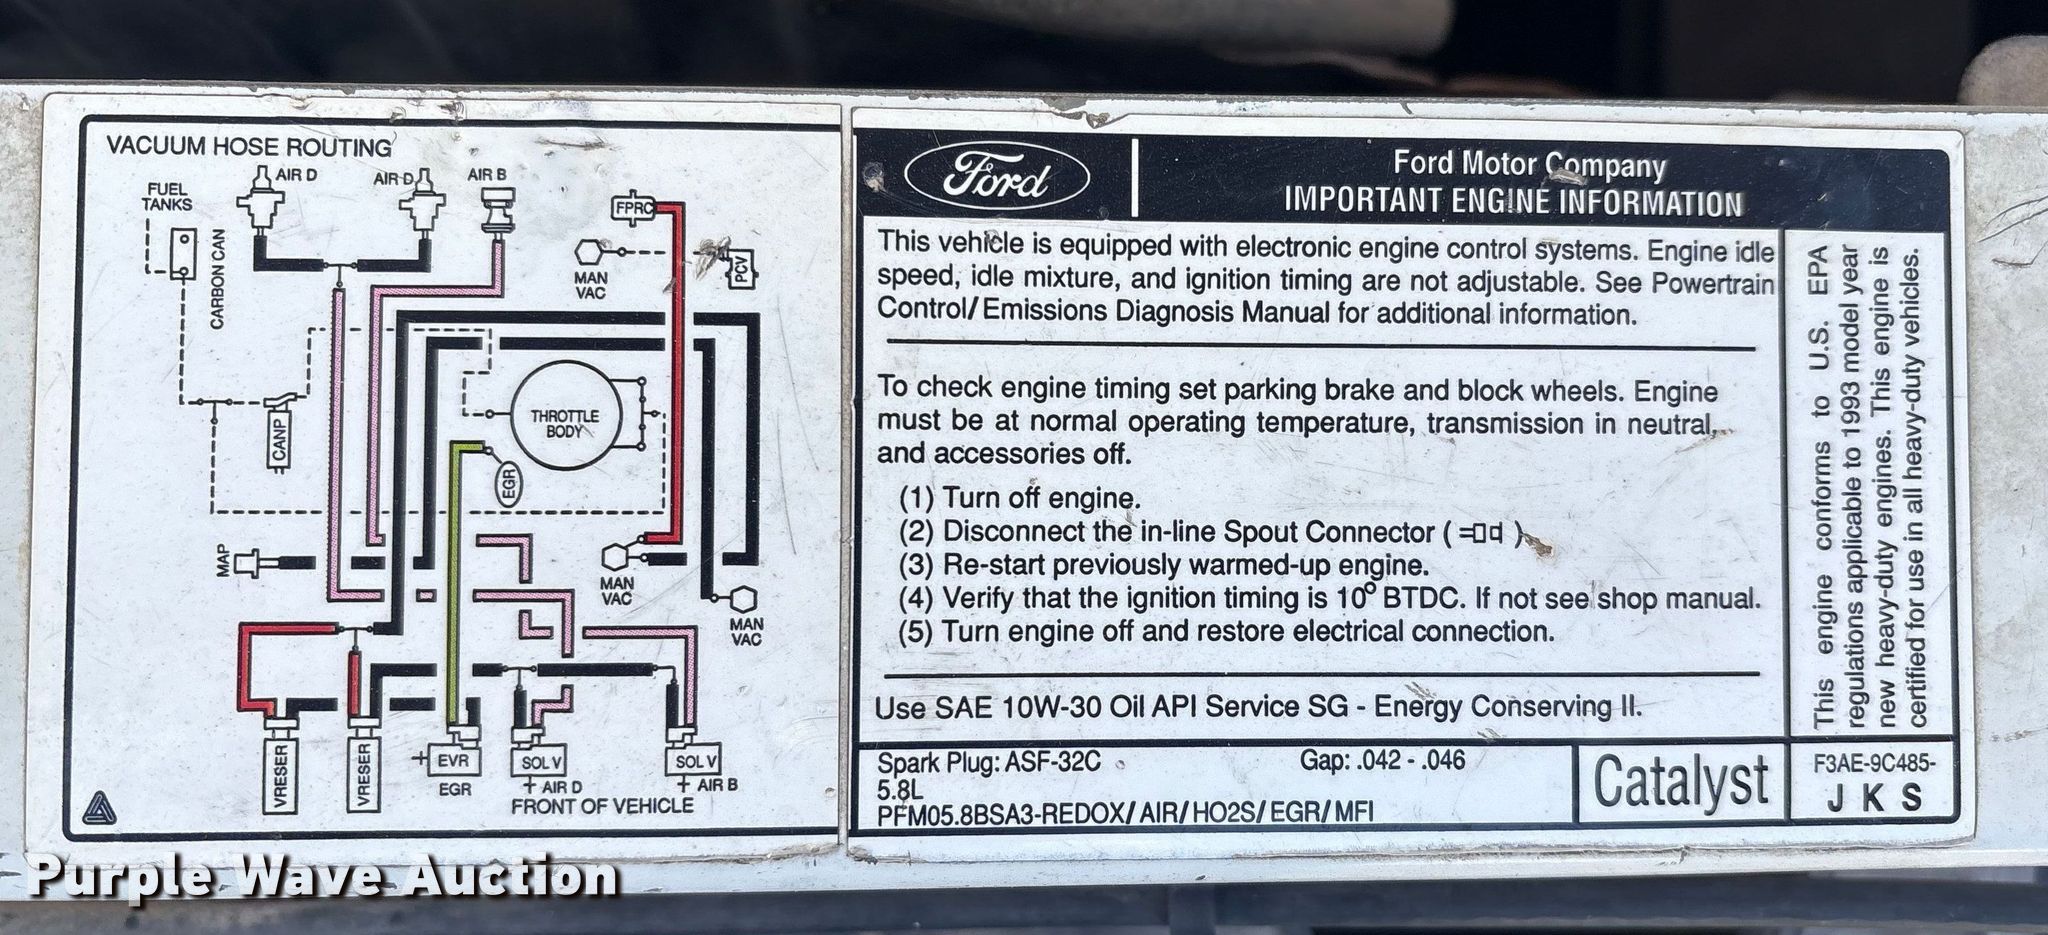 VACUUM HOSE ROUTING
AIR D
AIR D
AIR B
FUEL
TANKS
CARBON CAN
FPRC
MAN
VAC
PCV
CANP
THROTTLE
BODY
EGR
MAP
MAN
VAC
MAN
VAC
VRESER
VRESER
EVR
EGR
SOL V
AIR D
SOL V
AIR B
FRONT OF VEHICLE
Ford
Ford Motor Company
IMPORTANT ENGINE INFORMATION
This vehicle is equipped with electronic engine control systems. Engine idle
speed, idle mixture, and ignition timing are not adjustable. See Powertrain
Control/Emissions Diagnosis Manual for additional information.
To check engine timing set parking brake and block wheels. Engine
must be at normal operating temperature, transmission in neutral,
and accessories off.
(1) Turn off engine.
(2) Disconnect the in-line Spout Connector ( )
(3) Re-start previously warmed-up engine.
(4) Verify that the ignition timing is 10° BTDC. If not see shop manual.
(5) Turn engine off and restore electrical connection.
Use SAE 10W-30 Oil API Service SG - Energy Conserving II.
This engine conforms to U.S. EPA
regulations applicable to 1993 model year
new heavy-duty engines. This engine is
certified for use in all heavy-duty vehicles.
Spark Plug: ASF-32C Gap: .042 - .046
5.8L
PFM05.8BSA3-REDOX/AIR/HO2S/EGR/MFI
Catalyst
F3AE-9C485-
J K S
Purple Wave Auction